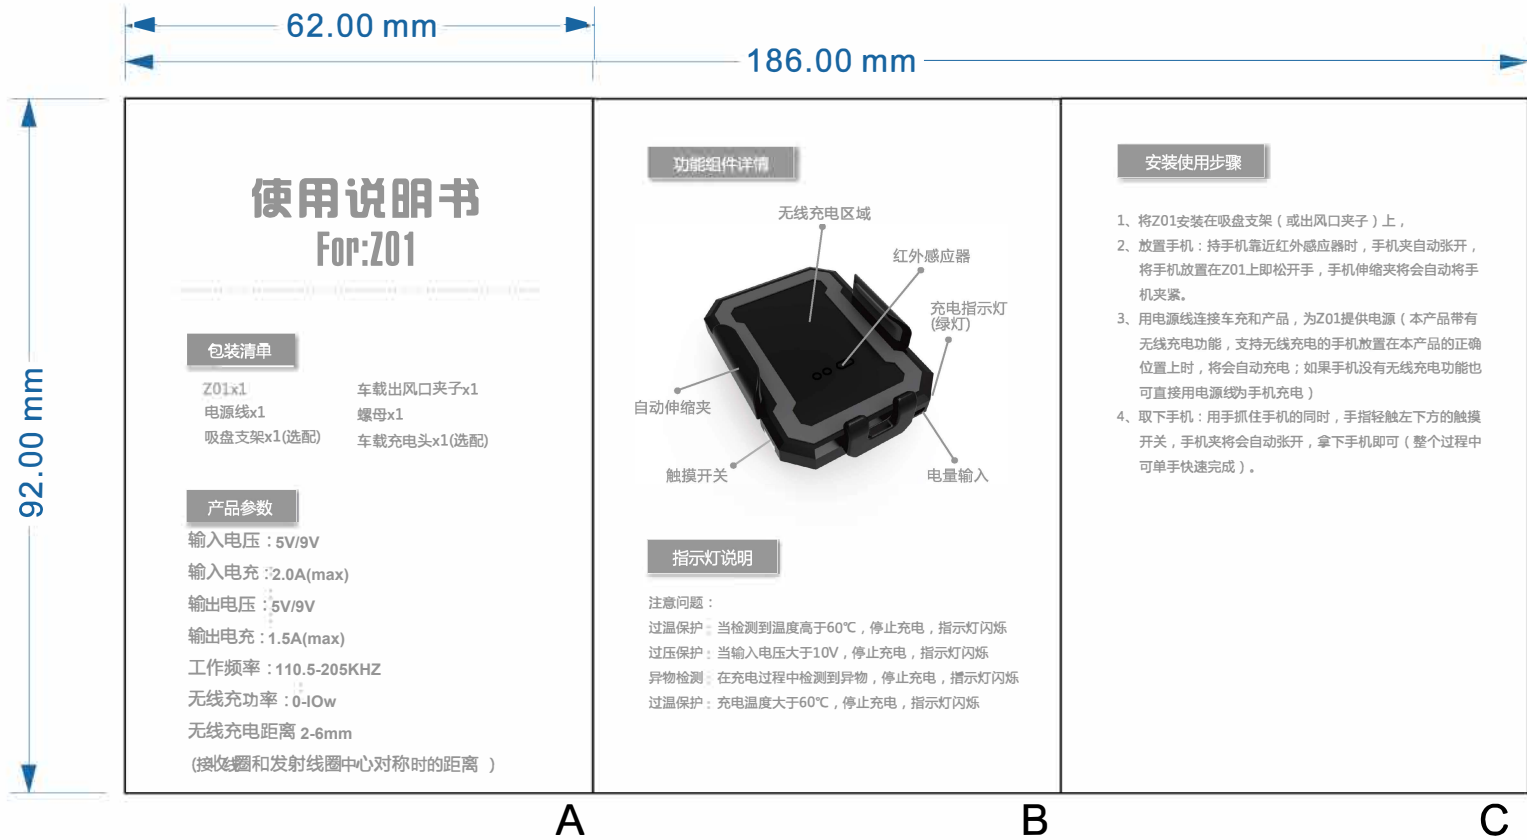 62.00 mm
186.00 mm
92.00 mm
使用说明书
For:Z01
包装清单
Z01x1
电源线x1
吸盘支架x1(选配)
车载出风口夹子x1
螺母x1
车载充电头x1(选配)
产品参数
输入电压：5V/9V
输入电充：2.0A(max)
输出电压：5V/9V
输出电充：1.5A(max)
工作频率：110.5-205KHZ
无线充功率：0-IOw
无线充电距离 2-6mm
(接收线圈和发射线圈中心对称时的距离 )
A
功能组件详情
无线充电区域
红外感应器
充电指示灯
(绿灯)
自动伸缩夹
触摸开关
电量输入
指示灯说明
注意问题：
过温保护：当检测到温度高于60℃，停止充电，指示灯闪烁
过压保护：当输入电压大于10V，停止充电，指示灯闪烁
异物检测：在充电过程中检测到异物，停止充电，指示灯闪烁
过温保护：充电温度大于60℃，停止充电，指示灯闪烁
B
安装使用步骤
1、将Z01安装在吸盘支架（或出风口夹子）上，
2、放置手机：持手机靠近红外感应器时，手机夹自动张开，
将手机放置在Z01上即松开手，手机伸缩夹将会自动将手
机夹紧。
3、用电源线连接车充和产品，为Z01提供电源（本产品带有
无线充电功能，支持无线充电的手机放置在本产品的正确
位置上时，将会自动充电；如果手机没有无线充电功能也
可直接用电源线为手机充电）
4、取下手机：用手抓住手机的同时，手指轻触左下方的触摸
开关，手机夹将会自动张开，拿下手机即可（整个过程中
可单手快速完成）。
C